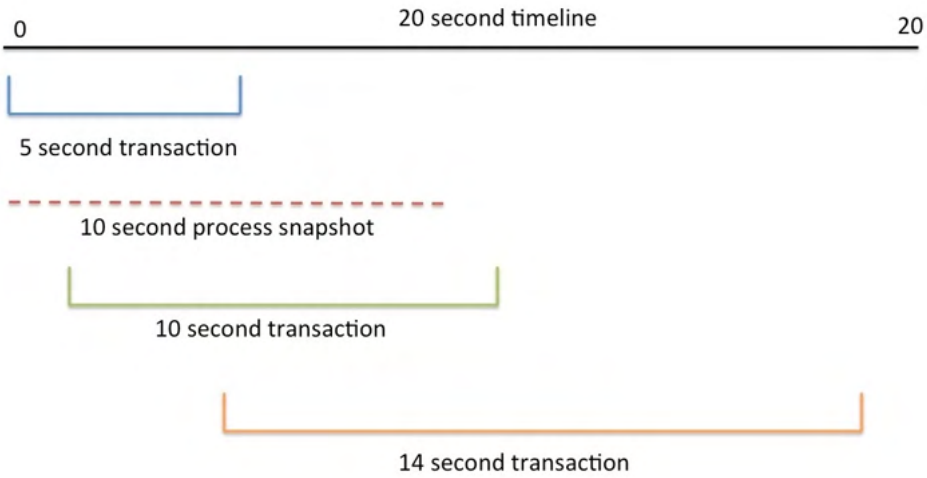 0
20 second timeline
20
5 second transaction
10 second process snapshot
10 second transaction
14 second transaction